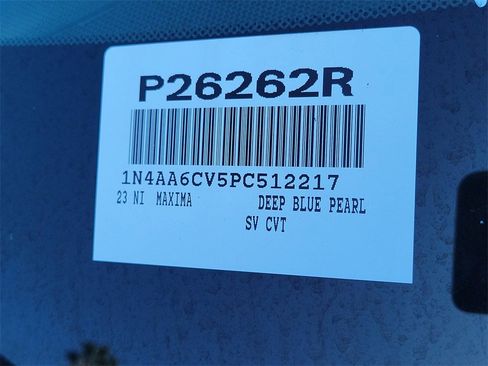 P26262R
1N4AA6CV5PC512217
23 NI MAXIMA DEEP BLUE PEARL
SV CVT